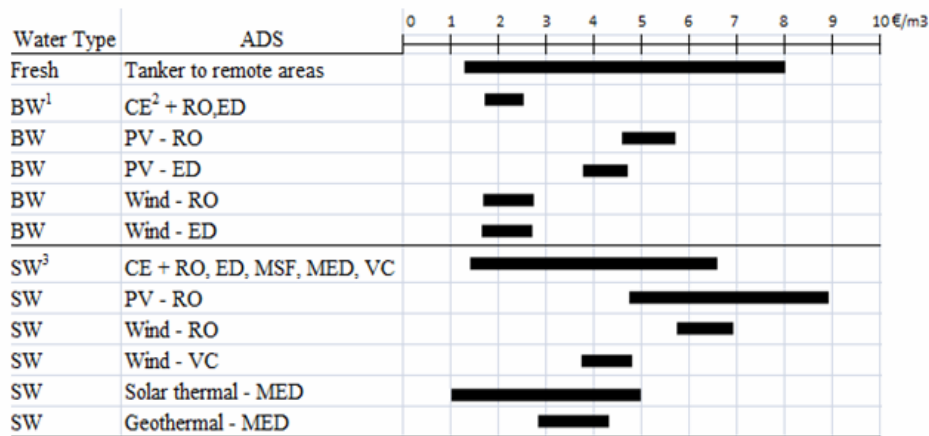 0 1 2 3 4 5 6 7 8 9 10 €/m3
Water Type ADS
Fresh Tanker to remote areas
BW¹ CE² + RO,ED
BW PV - RO
BW PV - ED
BW Wind - RO
BW Wind - ED
SW³ CE + RO, ED, MSF, MED, VC
SW PV - RO
SW Wind - RO
SW Wind - VC
SW Solar thermal - MED
SW Geothermal - MED